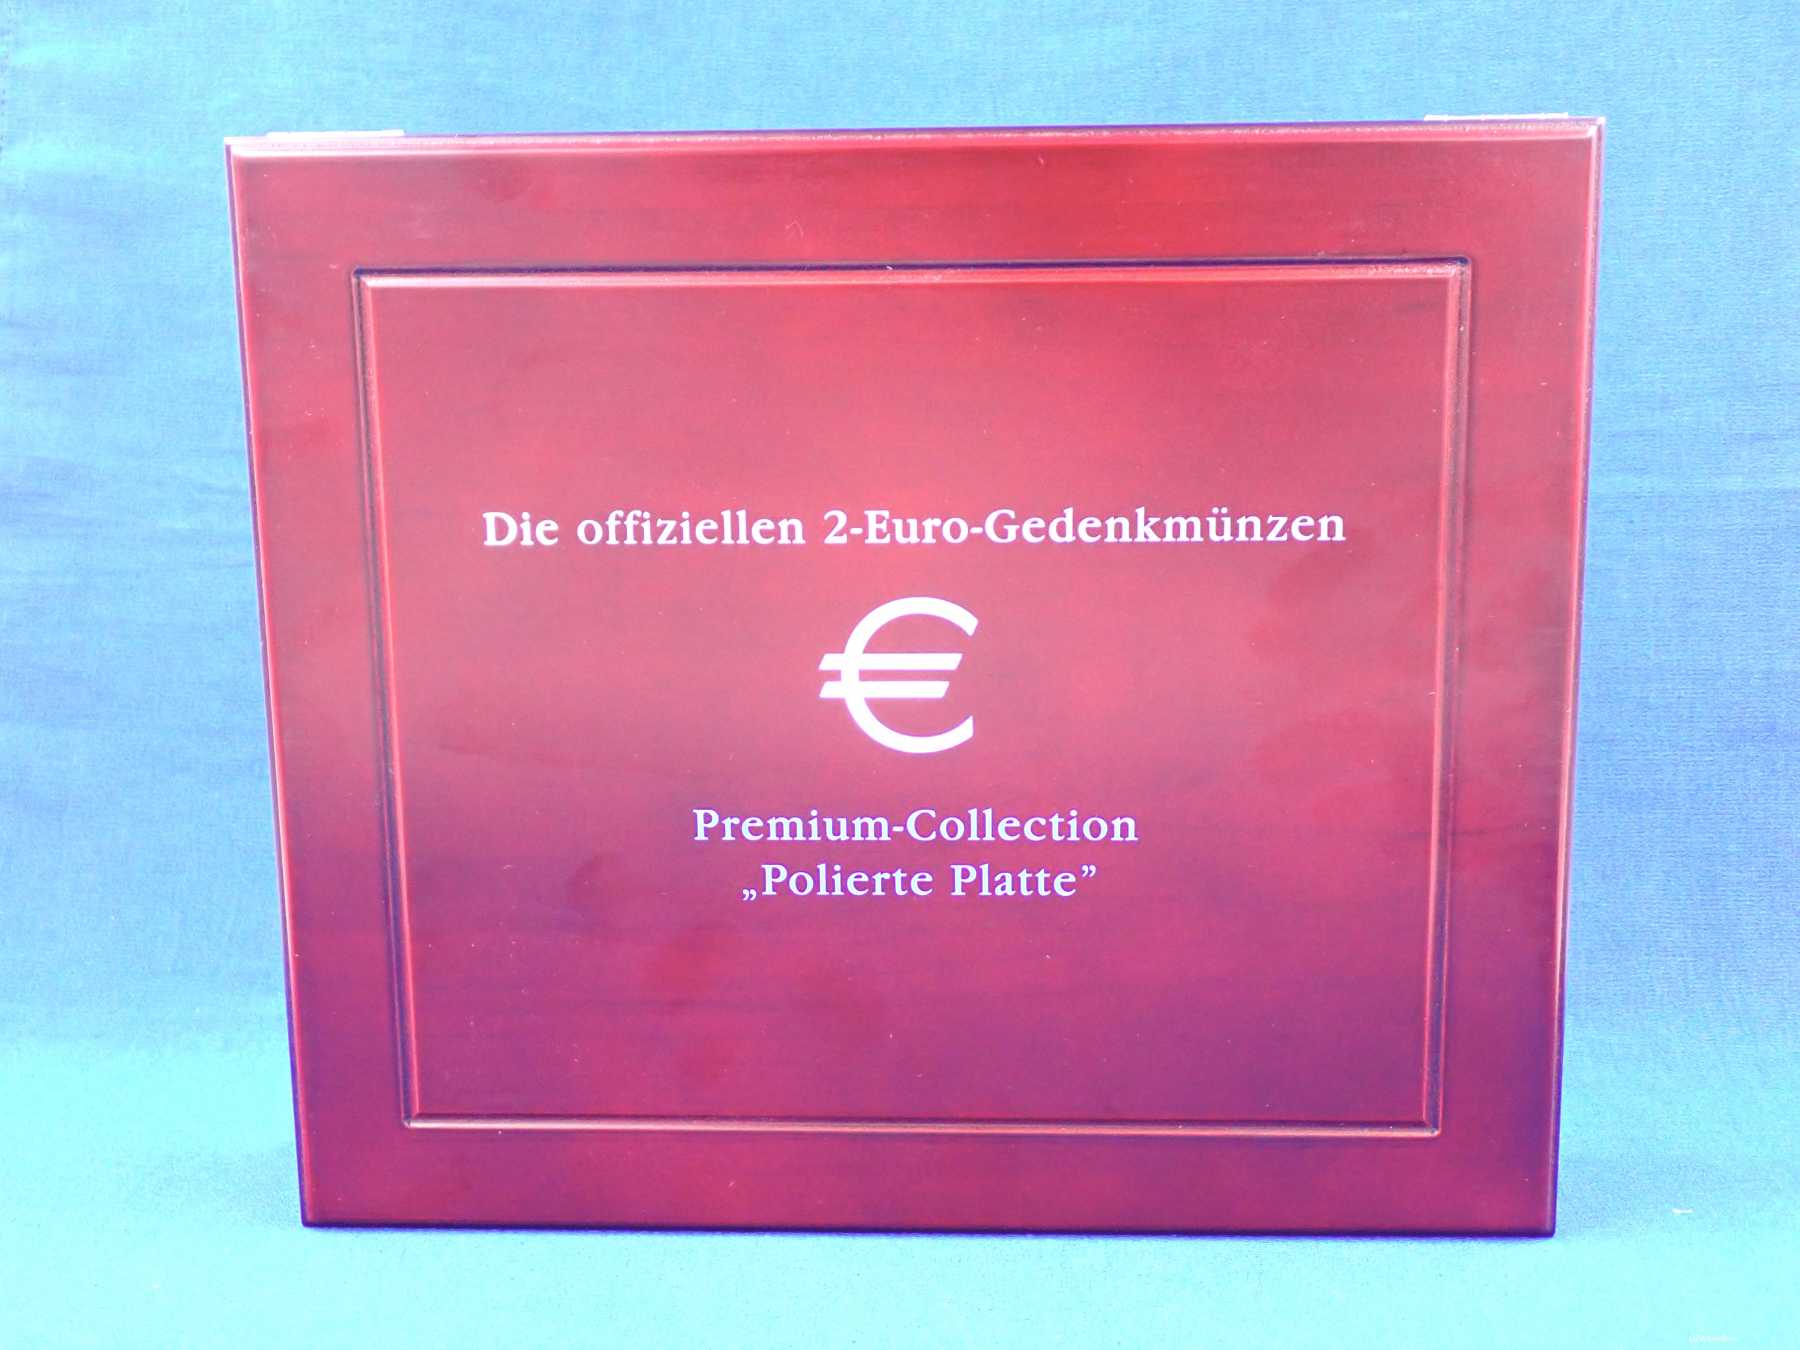 Die offiziellen 2-Euro-Gedenkmünzen
€
Premium-Collection
„Polierte Platte”